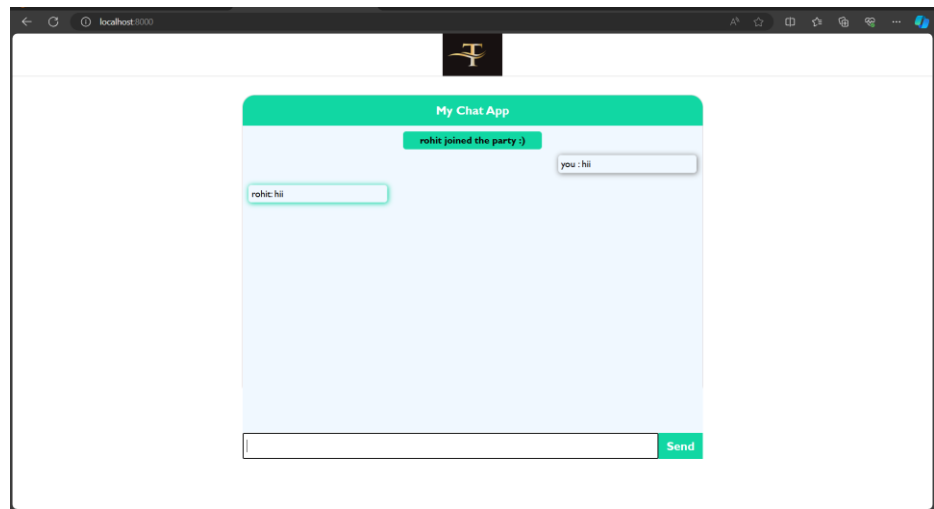 localhost:8000
T
My Chat App
rohit joined the party :)
you : hii
rohit: hii
Send